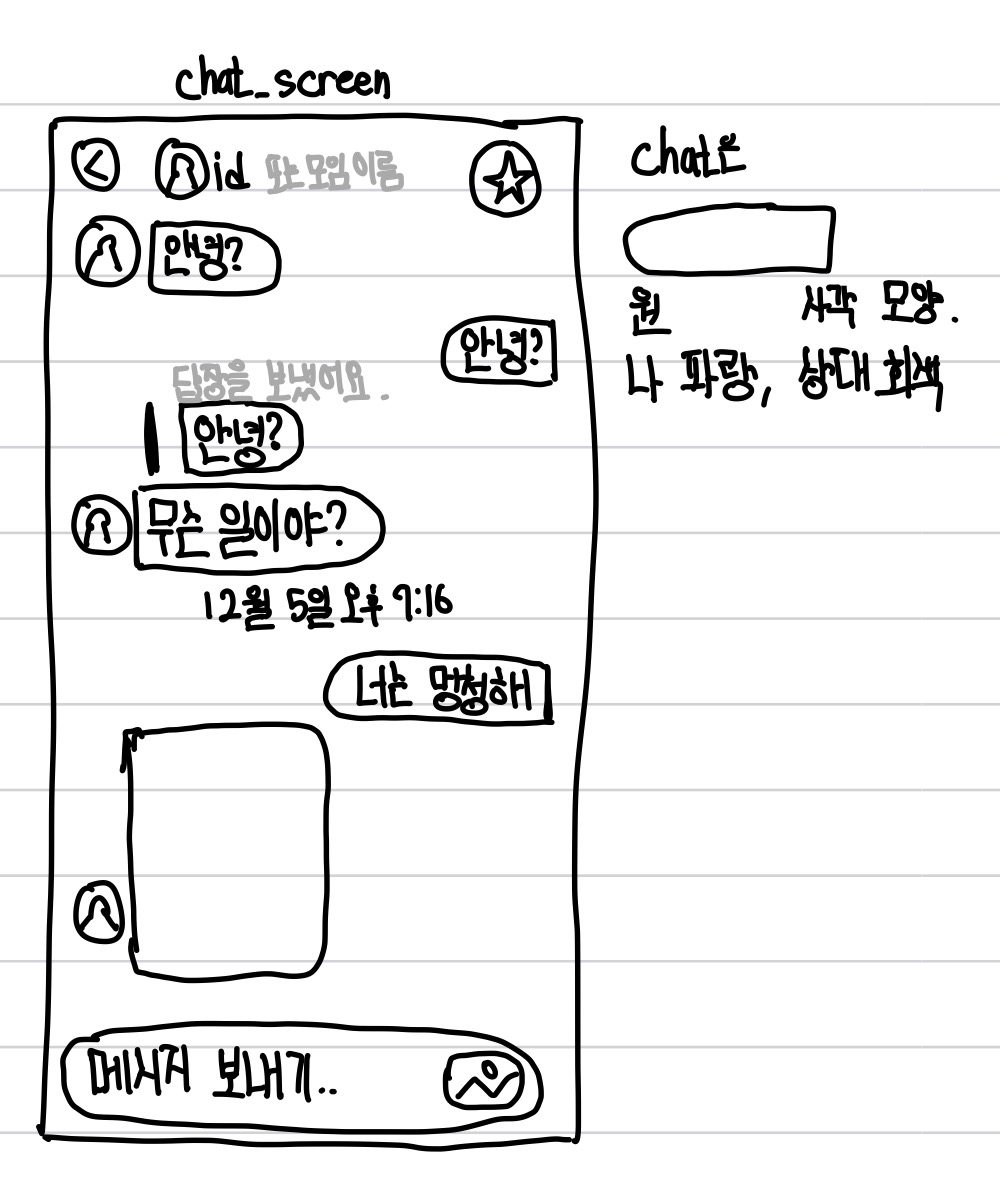 chat_screen
id 또는 모임 이름
안녕?
안녕?
답장을 보냈어요.
안녕?
무슨 일이야?
12월 5일 오후 7:16
너는 멍청해
메시지 보내기..
chat은
원 사각 모양.
나 파랑, 상대 회색